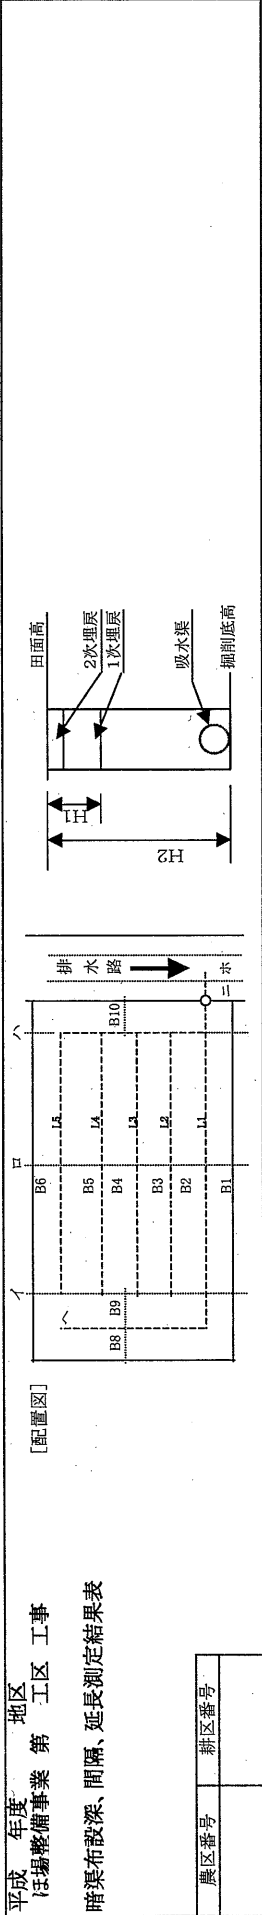 平成　年度　　地区
ほ場整備事業　第　工区　工事
暗渠布設深、間隔、延長測定結果表
農区番号
耕区番号
[配置図]
イ
ロ
ハ
B6
B5
B4
B3
B2
B1
B8
B9
B10
L5
L4
L3
L2
L1
ヘ
ニ
ホ
排水路
H1
H2
田面高
2次埋戻
1次埋戻
吸水渠
掘削底高